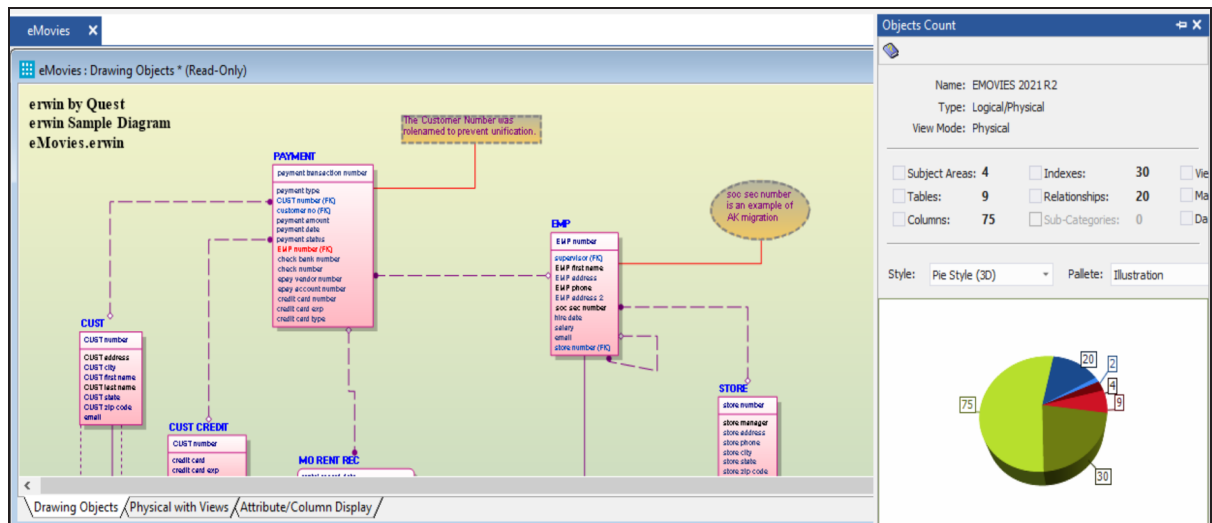 eMovies X
eMovies : Drawing Objects * (Read-Only)
erwin by Quest
erwin Sample Diagram
eMovies.erwin
The Customer Number was
rolenamed to prevent unification.
PAYMENT
payment transaction number
payment type
CUST number (FK)
customer no (FK)
payment amount
payment date
payment status
EMP number (FK)
check bank number
check number
epay vendor number
epay account number
credit card number
credit card exp
credit card type
soc sec number
is an example of
AK migration
EMP
EMP number
supervisor (FK)
EMP first name
EMP address
EMP phone
EMP address 2
soc sec number
hire date
salary
email
store number (FK)
CUST
CUST number
CUST address
CUST city
CUST first name
CUST last name
CUST state
CUST zip code
email
CUST CREDIT
CUST number
credit card
credit card exp
MO RENT REC
STORE
store number
store manager
store address
store phone
store city
store state
store zip code
Drawing Objects / Physical with Views / Attribute/Column Display /
Objects Count
Name: EMOVIES 2021 R2
Type: Logical/Physical
View Mode: Physical
Subject Areas: 4 Indexes: 30 Vie
Tables: 9 Relationships: 20 Ma
Columns: 75 Sub-Categories: 0 Da
Style: Pie Style (3D) Pallete: Illustration
20
2
4
9
75
30